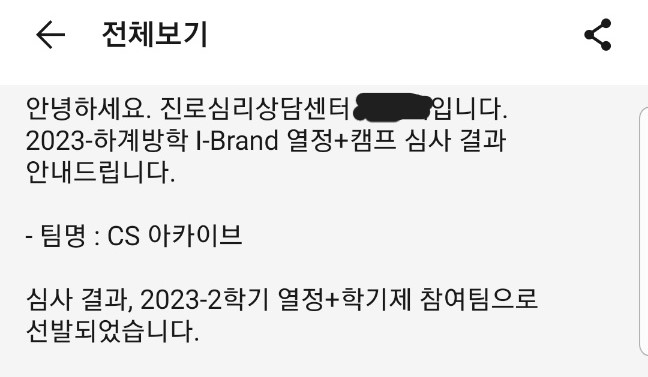 전체보기
안녕하세요. 진로심리상담센터 입니다.
2023-하계방학 I-Brand 열정+캠프 심사 결과
안내드립니다.
- 팀명 : CS 아카이브
심사 결과, 2023-2학기 열정+학기제 참여팀으로
선발되었습니다.